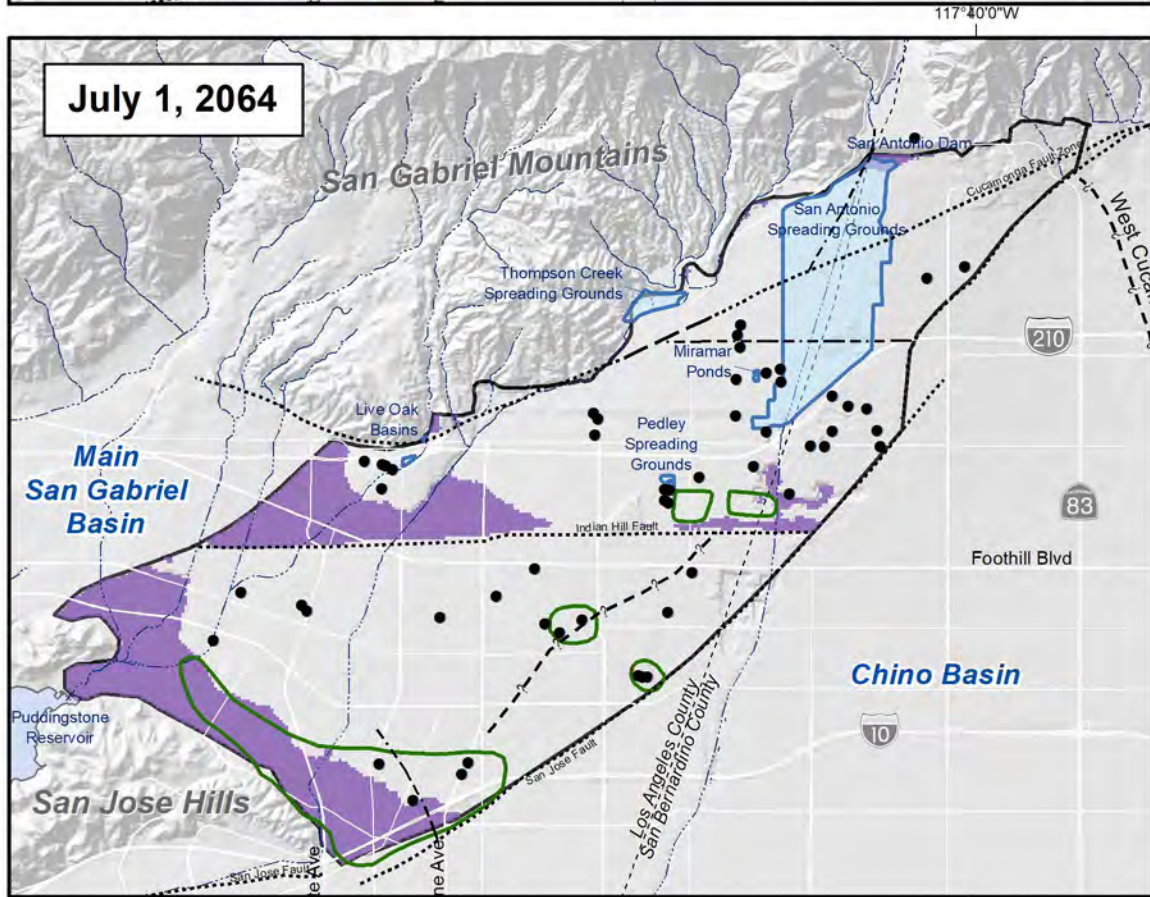 117°40'0"W
July 1, 2064
San Gabriel Mountains
San Antonio Dam
Cucamonga Fault Zone
San Antonio
Spreading Grounds
West Cucam
Thompson Creek
Spreading Grounds
210
Miramar
Ponds
Live Oak
Basins
Pedley
Spreading
Grounds
Main
San Gabriel
Basin
83
Indian Hill Fault
Foothill Blvd
?
?
?
?
Chino Basin
Los Angeles County
San Bernardino County
Puddingstone
Reservoir
10
San Jose Fault
San Jose Hills
San Jose Fault
te Ave
ne Ave